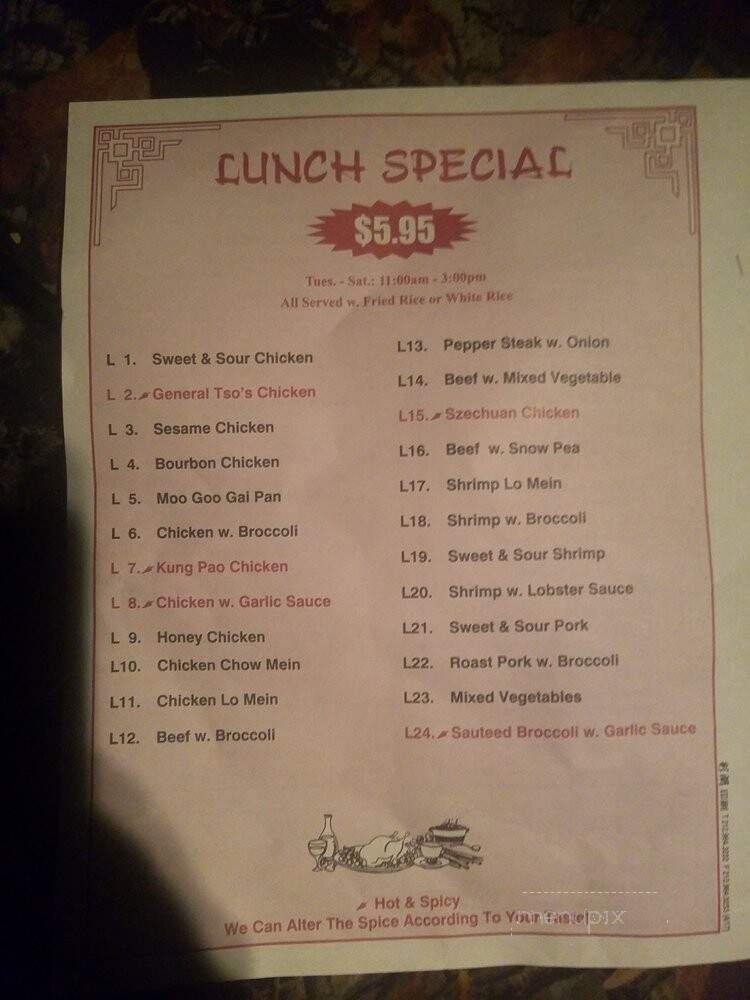 LUNCH SPECIAL
$5.95
Tues. - Sat.: 11:00am - 3:00pm
All Served w. Fried Rice or White Rice
L 1. Sweet & Sour Chicken
L 2. General Tso's Chicken
L 3. Sesame Chicken
L 4. Bourbon Chicken
L 5. Moo Goo Gai Pan
L 6. Chicken w. Broccoli
L 7. Kung Pao Chicken
L 8. Chicken w. Garlic Sauce
L 9. Honey Chicken
L10. Chicken Chow Mein
L11. Chicken Lo Mein
L12. Beef w. Broccoli
L13. Pepper Steak w. Onion
L14. Beef w. Mixed Vegetable
L15. Szechuan Chicken
L16. Beef w. Snow Pea
L17. Shrimp Lo Mein
L18. Shrimp w. Broccoli
L19. Sweet & Sour Shrimp
L20. Shrimp w. Lobster Sauce
L21. Sweet & Sour Pork
L22. Roast Pork w. Broccoli
L23. Mixed Vegetables
L24. Sauteed Broccoli w. Garlic Sauce
Hot & Spicy
We Can Alter The Spice According To Your Taste!
menupix